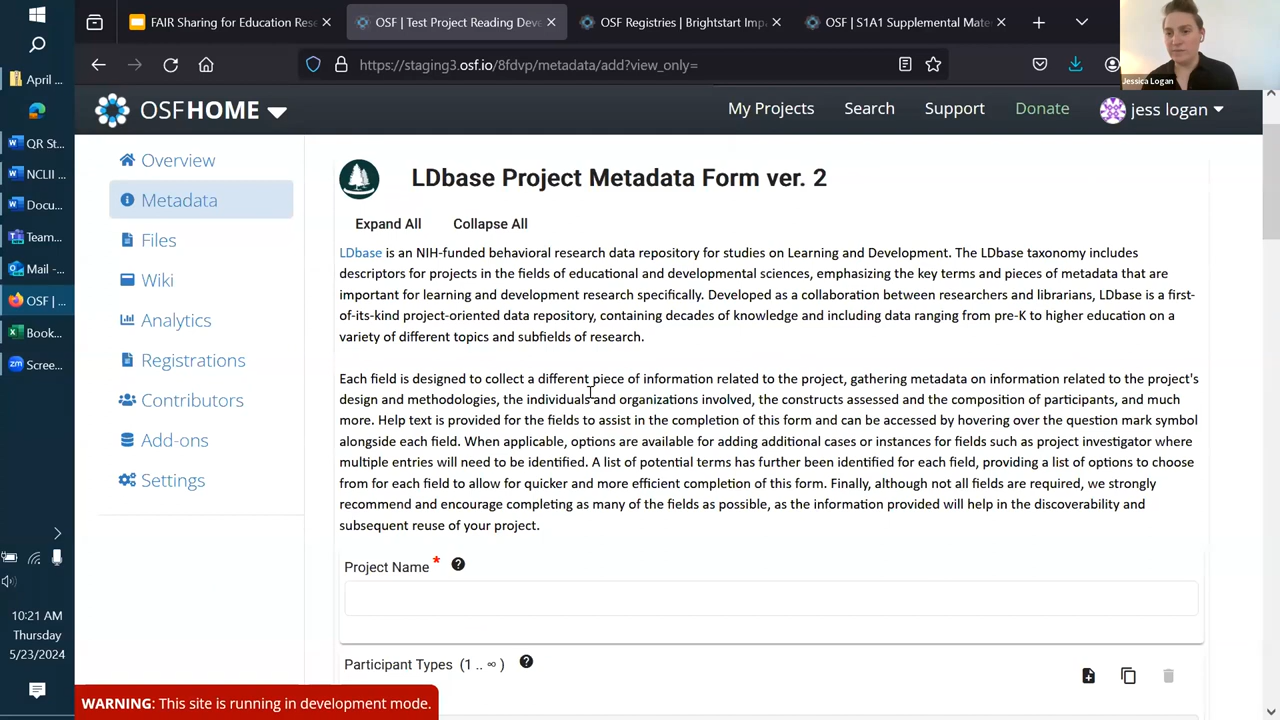 FAIR Sharing for Education Rese
OSF | Test Project Reading Deve
OSF Registries | Brightstart Impa
OSF | S1A1 Supplemental Mate
https://staging3.osf.io/8fdvp/metadata/add?view_only=
Jessica Logan
April ...
QR St...
NCLII ...
Docu...
Team...
Mail -...
OSF | ...
Book...
Scree...
10:21 AM
Thursday
5/23/2024
OSFHOME
My Projects
Search
Support
Donate
jess logan
Overview
Metadata
Files
Wiki
Analytics
Registrations
Contributors
Add-ons
Settings
LDbase Project Metadata Form ver. 2
Expand All
Collapse All
LDbase is an NIH-funded behavioral research data repository for studies on Learning and Development. The LDbase taxonomy includes
descriptors for projects in the fields of educational and developmental sciences, emphasizing the key terms and pieces of metadata that are
important for learning and development research specifically. Developed as a collaboration between researchers and librarians, LDbase is a first-
of-its-kind project-oriented data repository, containing decades of knowledge and including data ranging from pre-K to higher education on a
variety of different topics and subfields of research.
Each field is designed to collect a different piece of information related to the project, gathering metadata on information related to the project's
design and methodologies, the individuals and organizations involved, the constructs assessed and the composition of participants, and much
more. Help text is provided for the fields to assist in the completion of this form and can be accessed by hovering over the question mark symbol
alongside each field. When applicable, options are available for adding additional cases or instances for fields such as project investigator where
multiple entries will need to be identified. A list of potential terms has further been identified for each field, providing a list of options to choose
from for each field to allow for quicker and more efficient completion of this form. Finally, although not all fields are required, we strongly
recommend and encourage completing as many of the fields as possible, as the information provided will help in the discoverability and
subsequent reuse of your project.
Project Name *
Participant Types (1 .. ∞ )
WARNING: This site is running in development mode.